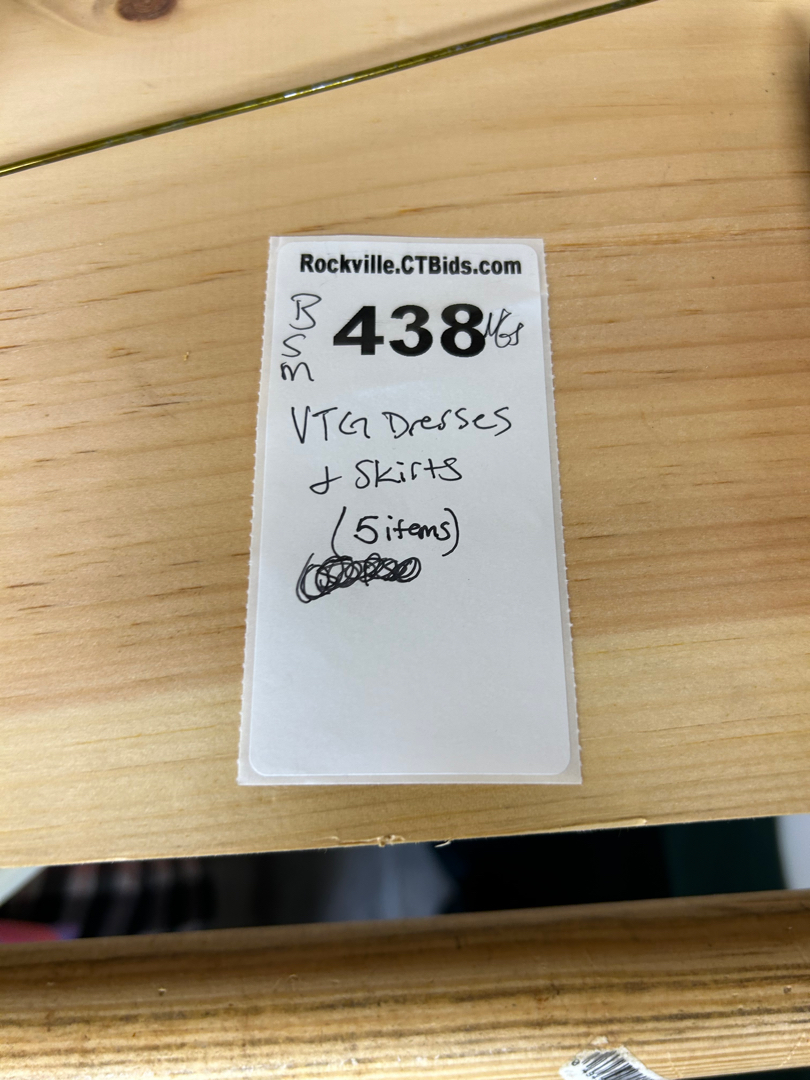 Rockville.CTBids.com
B
S
M
438
VTG Dresses
& Skirts
(5 items)